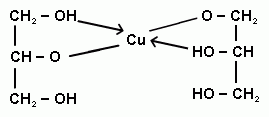 CH₂ - OH O - CH₂
Cu
CH - O HO - CH
CH₂ - OH HO - CH₂